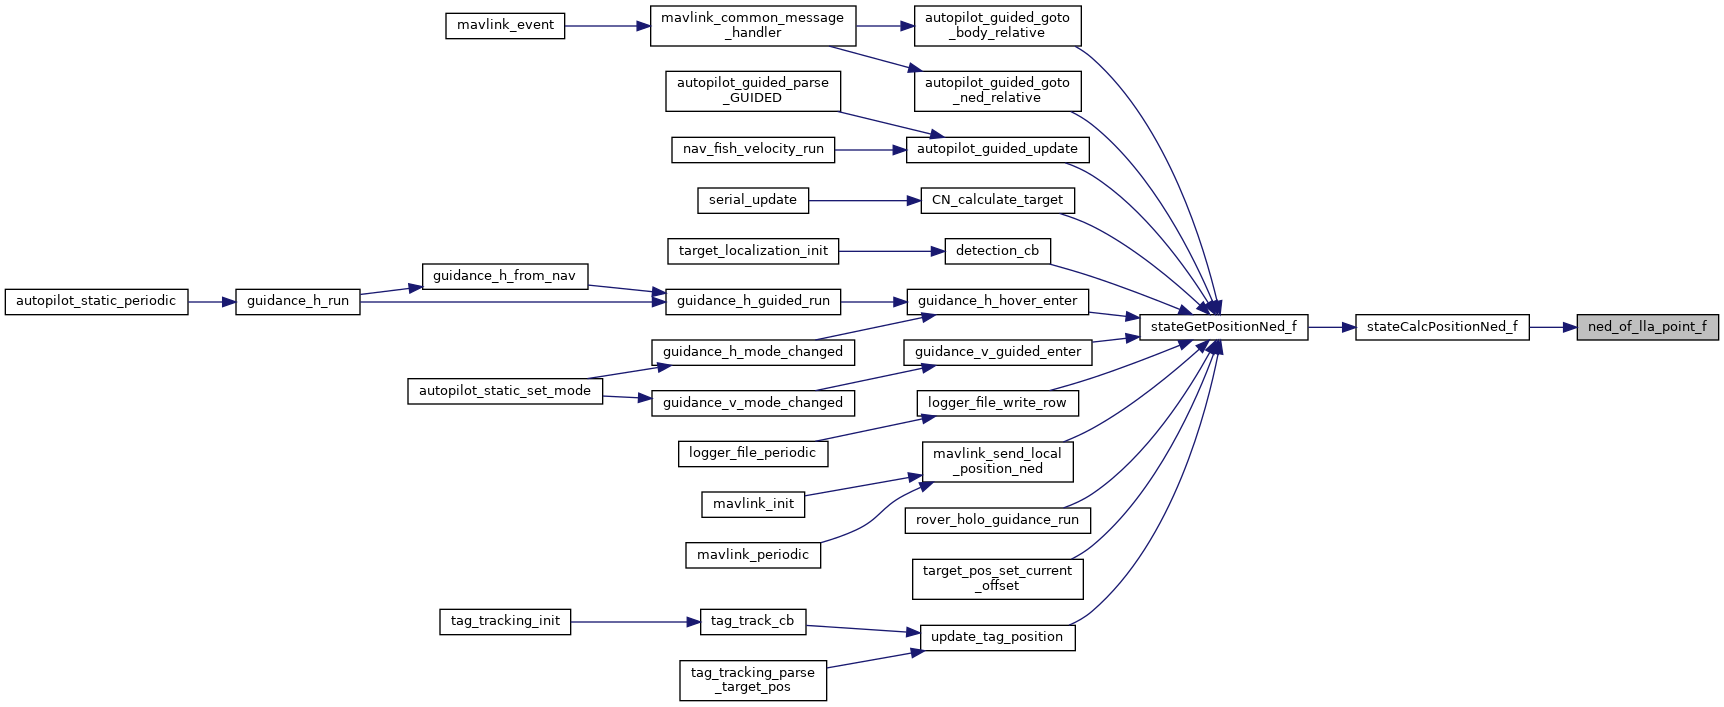 mavlink_event
mavlink_common_message
_handler
autopilot_guided_goto
_body_relative
autopilot_guided_parse
_GUIDED
autopilot_guided_goto
_ned_relative
nav_fish_velocity_run
autopilot_guided_update
serial_update
CN_calculate_target
target_localization_init
detection_cb
autopilot_static_periodic
guidance_h_run
guidance_h_from_nav
guidance_h_guided_run
guidance_h_hover_enter
stateGetPositionNed_f
stateCalcPositionNed_f
ned_of_lla_point_f
guidance_h_mode_changed
guidance_v_guided_enter
autopilot_static_set_mode
guidance_v_mode_changed
logger_file_write_row
logger_file_periodic
mavlink_send_local
_position_ned
mavlink_init
rover_holo_guidance_run
mavlink_periodic
target_pos_set_current
_offset
tag_tracking_init
tag_track_cb
update_tag_position
tag_tracking_parse
_target_pos